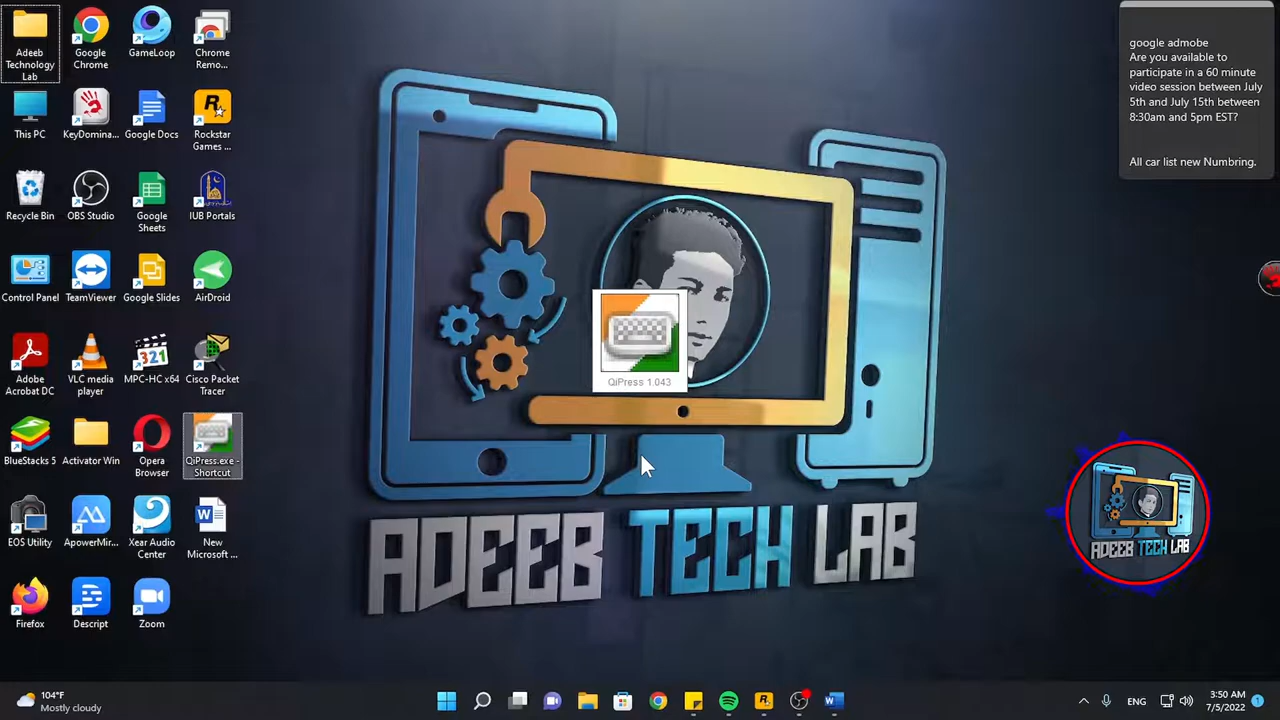 Adeeb
Technology
Lab
Google
Chrome
GameLoop
Chrome
Remo...
This PC
KeyDomina...
Google Docs
Rockstar
Games ...
Recycle Bin
OBS Studio
Google
Sheets
IUB Portals
Control Panel
TeamViewer
Google Slides
AirDroid
Adobe
Acrobat DC
VLC media
player
321
MPC-HC x64
Cisco Packet
Tracer
BlueStacks 5
Activator Win
Opera
Browser
QiPress.exe -
Shortcut
EOS Utility
ApowerMir...
Xear Audio
Center
New
Microsoft ...
Firefox
Descript
Zoom
QiPress 1.043
ADEEB TECH LAB
google admobe
Are you available to
participate in a 60 minute
video session between July
5th and July 15th between
8:30am and 5pm EST?
All car list new Numbring.
ADEEB TECH LAB
104°F
Mostly cloudy
ENG
3:50 AM
7/5/2022
1